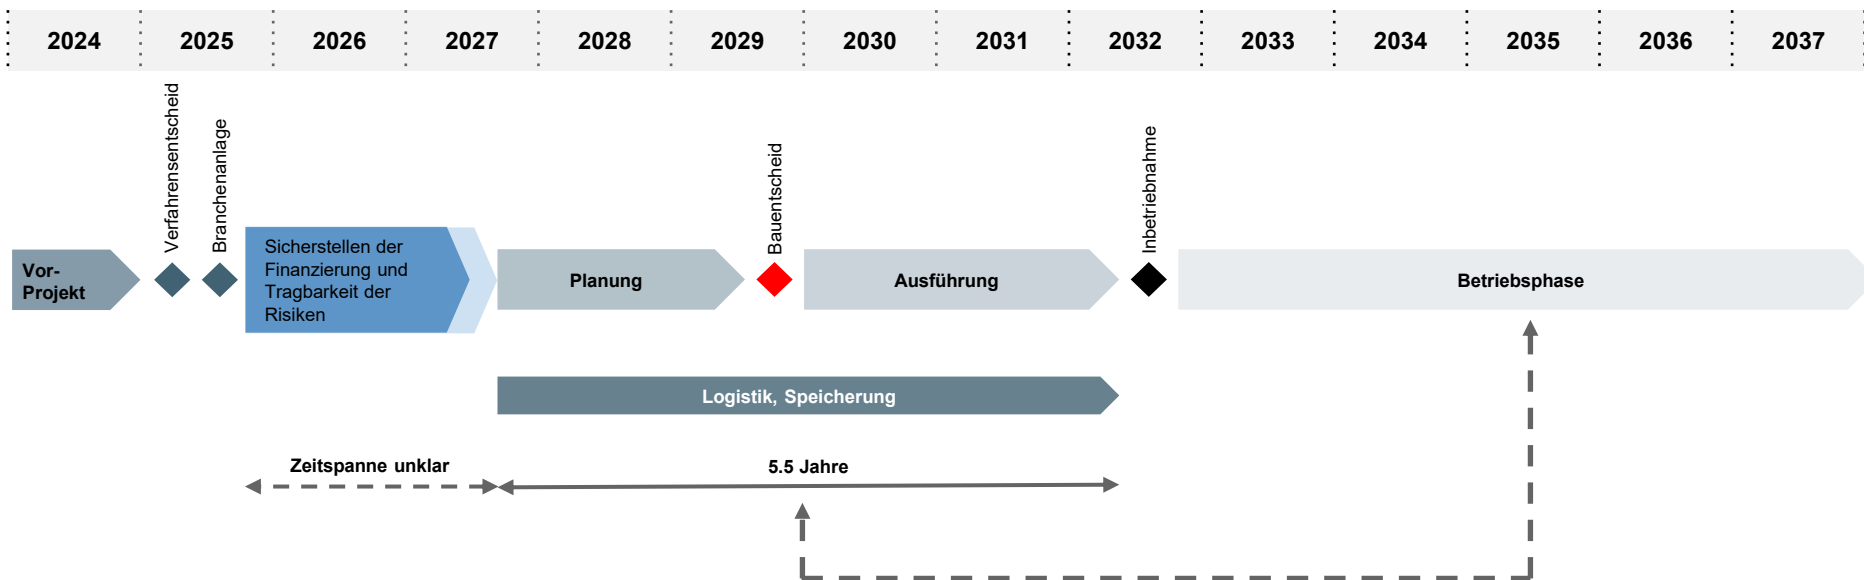 2024 2025 2026 2027 2028 2029 2030 2031 2032 2033 2034 2035 2036 2037
Verfahrensentscheid
Branchenanlage
Bauentscheid
Inbetriebnahme
Vor-
Projekt
Sicherstellen der
Finanzierung und
Tragbarkeit der
Risiken
Planung
Ausführung
Betriebsphase
Logistik, Speicherung
Zeitspanne unklar
5.5 Jahre